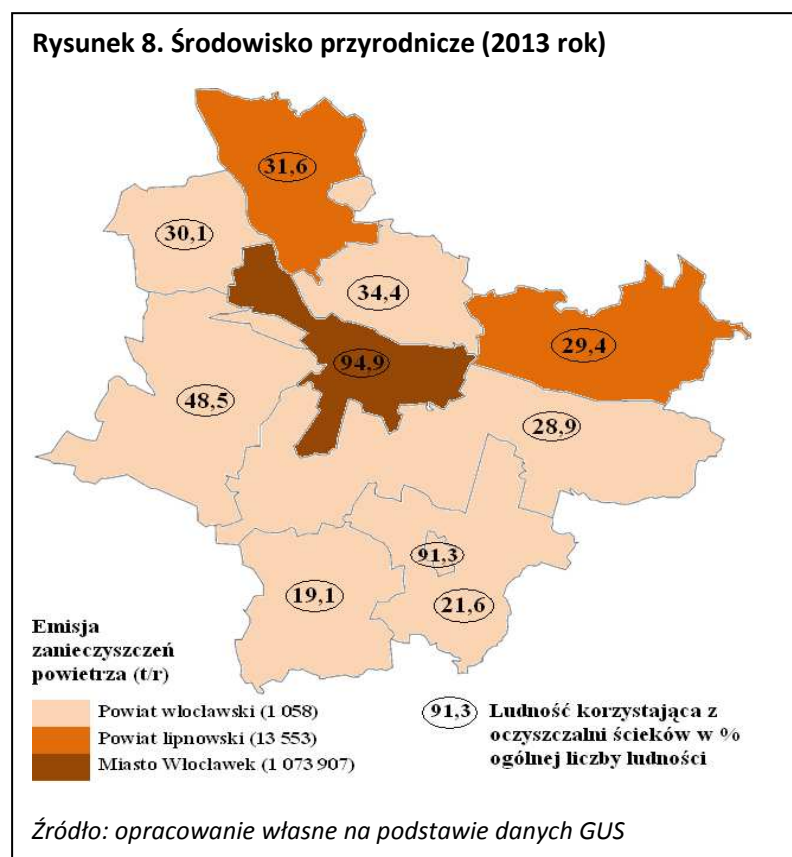 Rysunek 8. Środowisko przyrodnicze (2013 rok)
31,6
30,1
34,4
29,4
94,9
48,5
28,9
91,3
19,1
21,6
Emisja
zanieczyszczeń
powietrza (t/r)
Powiat włocławski (1 058)
Powiat lipnowski (13 553)
Miasto Włocławek (1 073 907)
91,3 Ludność korzystająca z
oczyszczalni ścieków w %
ogólnej liczby ludności
Źródło: opracowanie własne na podstawie danych GUS